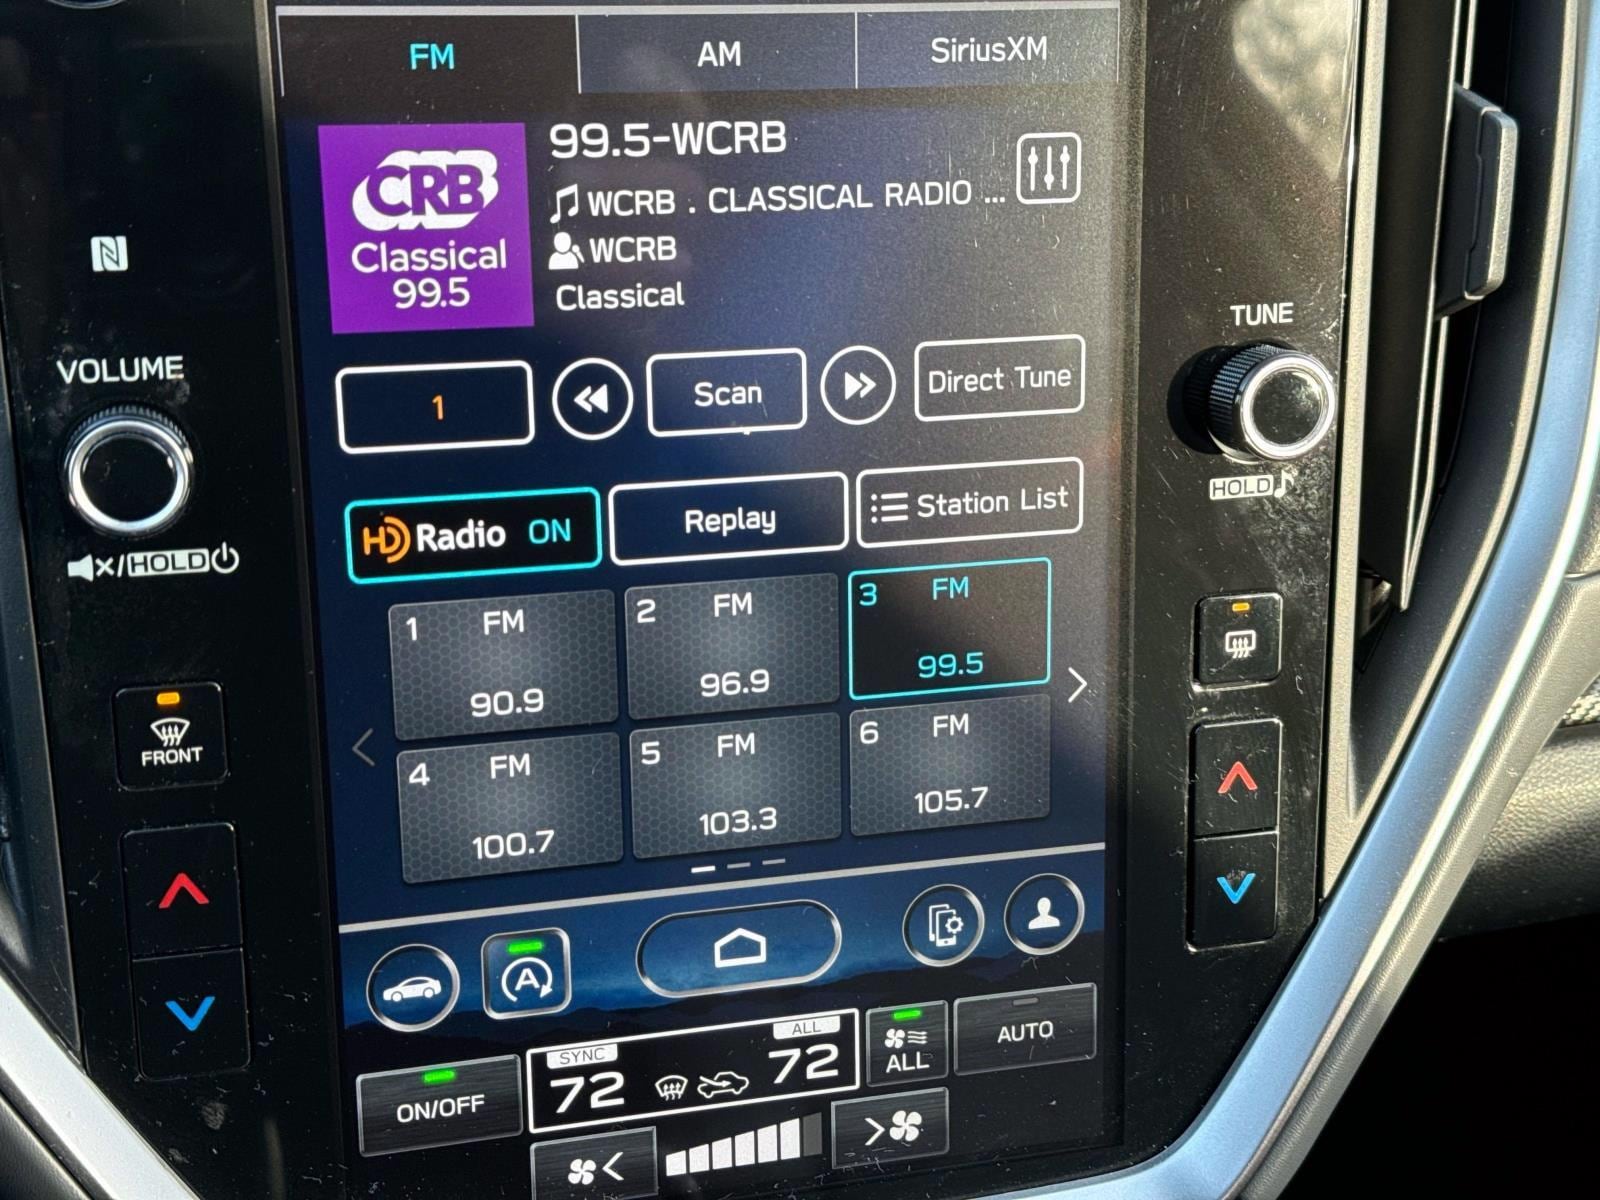 FM
AM
SiriusXM
CRB
Classical
99.5
99.5-WCRB
WCRB . CLASSICAL RADIO ...
WCRB
Classical
VOLUME
TUNE
1
Scan
Direct Tune
HOLD
HD Radio ON
Replay
Station List
HOLD
1 FM
90.9
2 FM
96.9
3 FM
99.5
4 FM
100.7
5 FM
103.3
6 FM
105.7
FRONT
A
SYNC
72
ALL
72
ALL
AUTO
ON/OFF